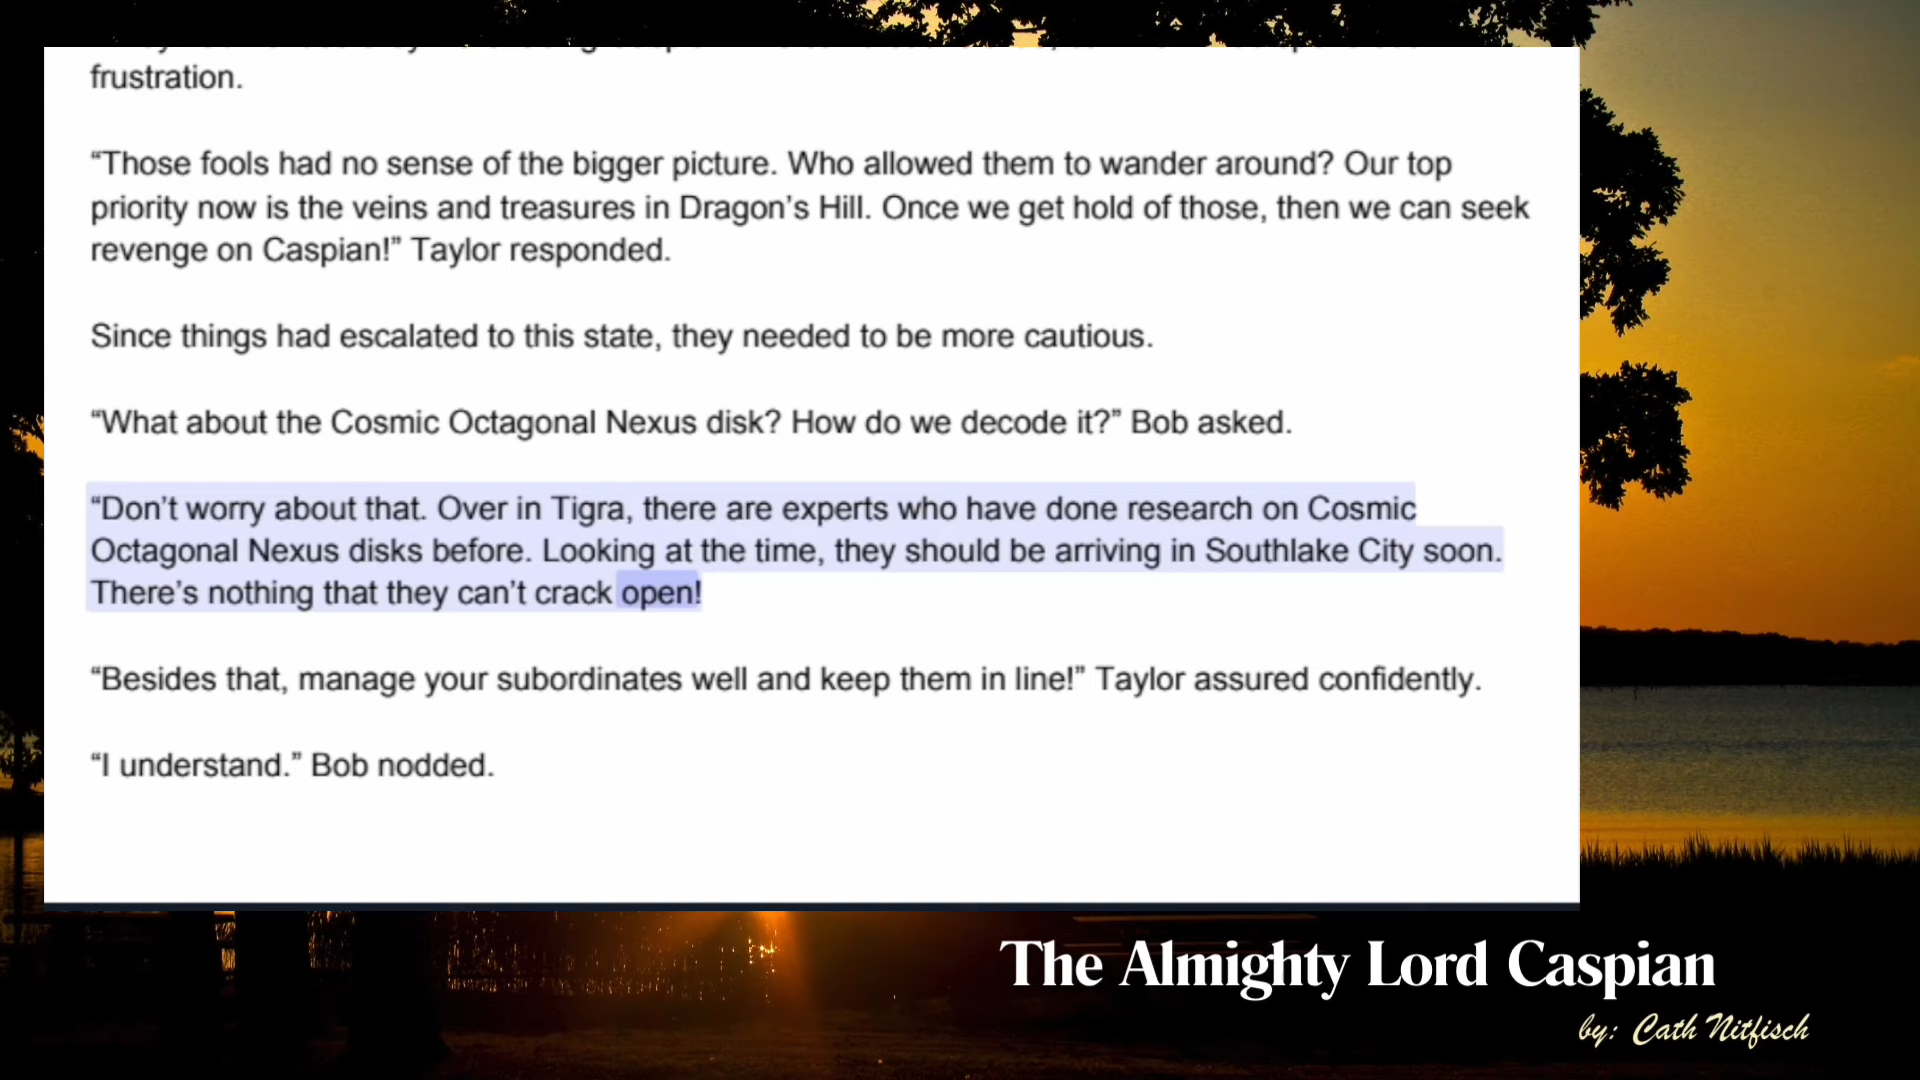 frustration.
“Those fools had no sense of the bigger picture. Who allowed them to wander around? Our top
priority now is the veins and treasures in Dragon’s Hill. Once we get hold of those, then we can seek
revenge on Caspian!” Taylor responded.
Since things had escalated to this state, they needed to be more cautious.
“What about the Cosmic Octagonal Nexus disk? How do we decode it?” Bob asked.
“Don’t worry about that. Over in Tigra, there are experts who have done research on Cosmic
Octagonal Nexus disks before. Looking at the time, they should be arriving in Southlake City soon.
There’s nothing that they can’t crack open!
“Besides that, manage your subordinates well and keep them in line!” Taylor assured confidently.
“I understand.” Bob nodded.
The Almighty Lord Caspian
by: Cath Nitfisch